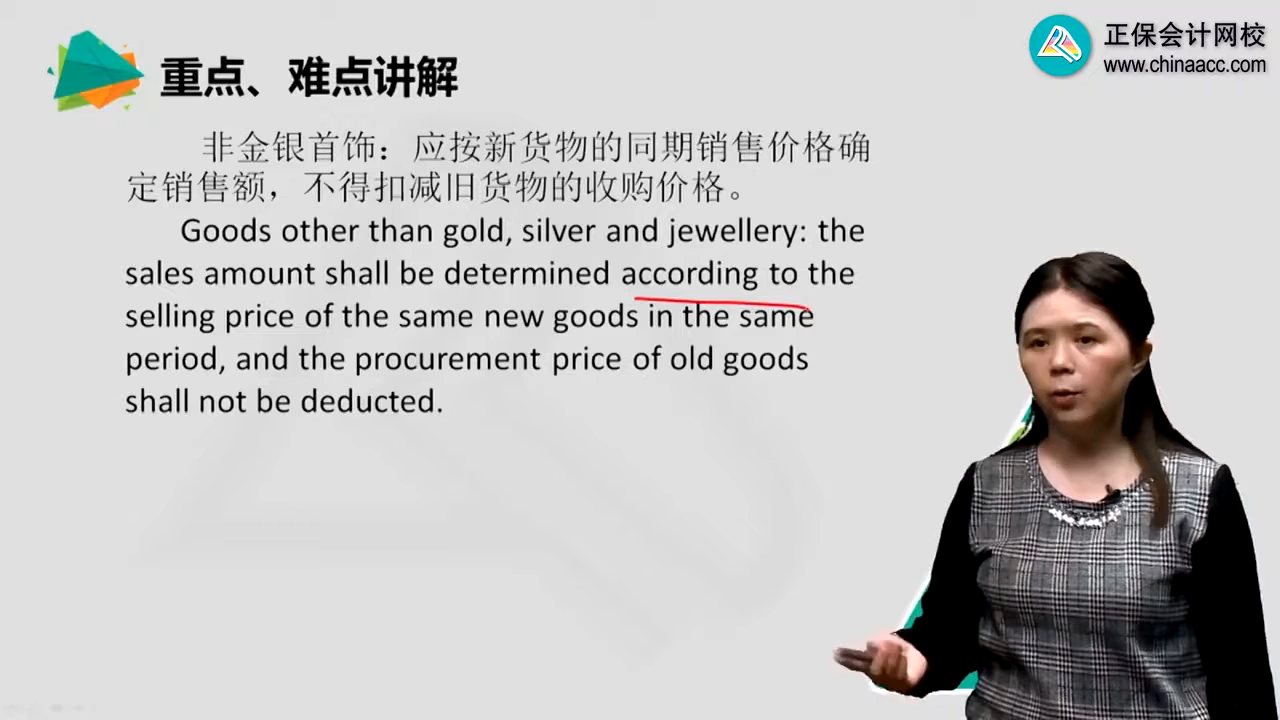 正保会计网校
www.chinaacc.com
重点、难点讲解
非金银首饰：应按新货物的同期销售价格确
定销售额，不得扣减旧货物的收购价格。
Goods other than gold, silver and jewellery: the
sales amount shall be determined according to the
selling price of the same new goods in the same
period, and the procurement price of old goods
shall not be deducted.